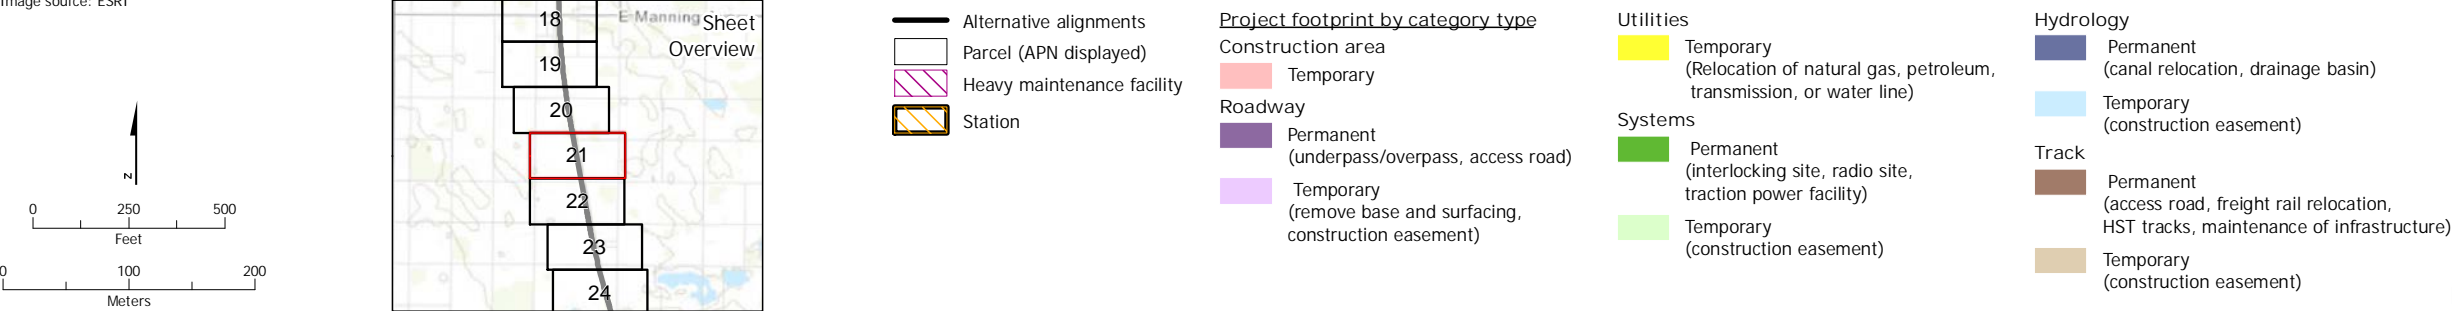 Image source: ESRI
N
0 250 500
Feet
0 100 200
Meters
E Manning
Sheet
Overview
18
19
20
21
22
23
24
Alternative alignments
Parcel (APN displayed)
Heavy maintenance facility
Station
Project footprint by category type
Construction area
Temporary
Roadway
Permanent
(underpass/overpass, access road)
Temporary
(remove base and surfacing,
construction easement)
Utilities
Temporary
(Relocation of natural gas, petroleum,
transmission, or water line)
Systems
Permanent
(interlocking site, radio site,
traction power facility)
Temporary
(construction easement)
Hydrology
Permanent
(canal relocation, drainage basin)
Temporary
(construction easement)
Track
Permanent
(access road, freight rail relocation,
HST tracks, maintenance of infrastructure)
Temporary
(construction easement)